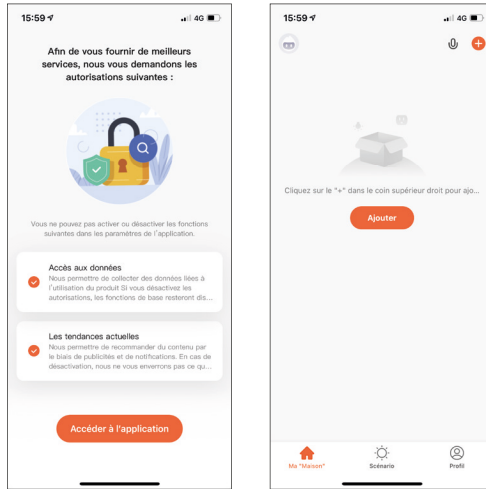 15:59
4G
Afin de vous fournir de meilleurs
services, nous vous demandons les
autorisations suivantes :
Vous ne pouvez pas activer ou désactiver les fonctions
suivantes dans les paramètres de l'application.
Accès aux données
Nous permettre de collecter des données liées à
l'utilisation du produit Si vous désactivez les
autorisations, les fonctions de base resteront dis...
Les tendances actuelles
Nous permettre de recommander du contenu par
le biais de publicités et de notifications. En cas de
désactivation, nous ne vous enverrons pas ce qu...
Accéder à l'application
15:59
4G
Cliquez sur le "+" dans le coin supérieur droit pour ajo...
Ajouter
Ma "Maison"
Scénario
Profil